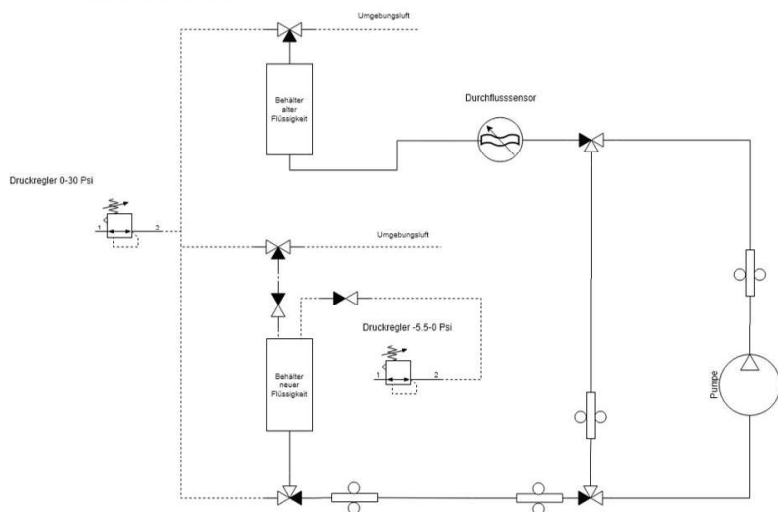 Umgebungsluft
Behälter
alter
Flüssigkeit
Durchflusssensor
Druckregler 0-30 Psi
1 2
Umgebungsluft
Druckregler -5.5-0 Psi
1 2
Behälter
neuer
Flüssigkeit
Pumpe